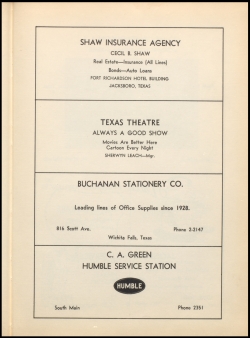 SHAW INSURANCE AGENCY
CECIL B. SHAW
Real Estate—Insurance (All Lines)
Bonds—Auto Loans
FORT RICHARDSON HOTEL BUILDING
JACKSBORO, TEXAS
TEXAS THEATRE
ALWAYS A GOOD SHOW
Movies Are Better Here
Cartoon Every Night
SHERWYN LEACH—Mgr.
BUCHANAN STATIONERY CO.
Leading lines of Office Supplies since 1928.
816 Scott Ave. Phone 2-2147
Wichita Falls, Texas
C. A. GREEN
HUMBLE SERVICE STATION
HUMBLE
South Main Phone 2351